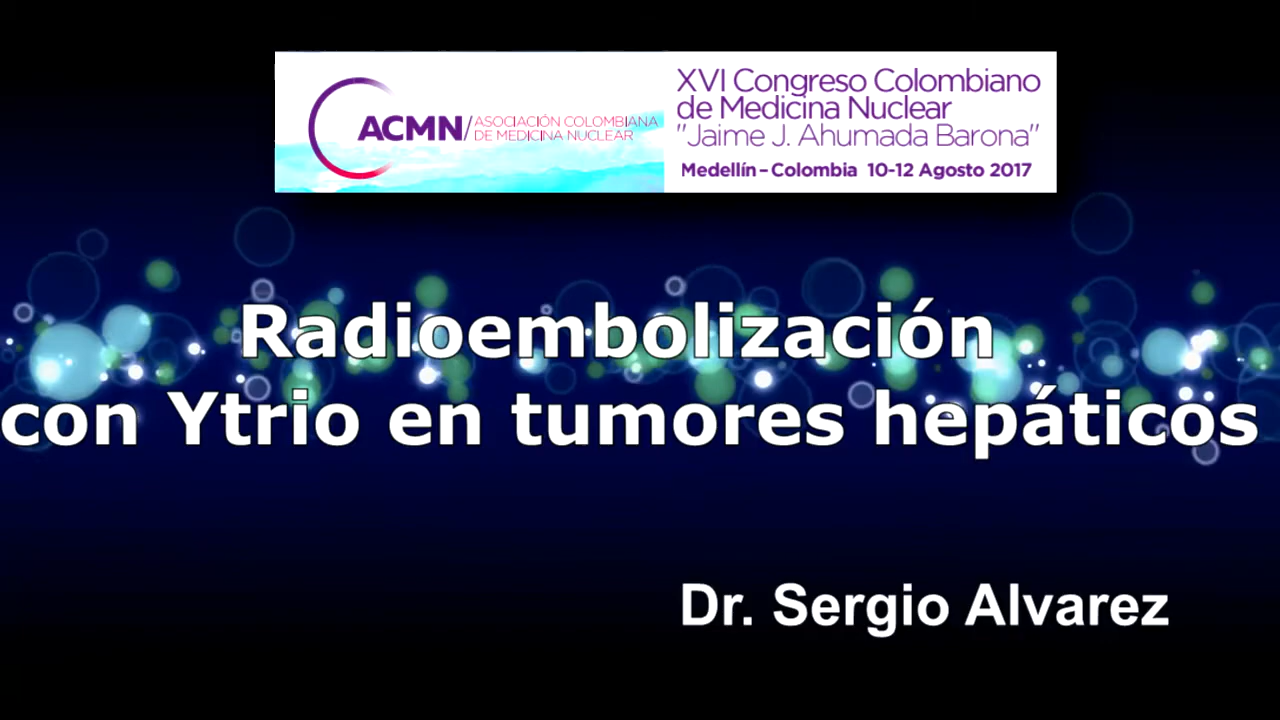 ACMN/ ASOCIACIÓN COLOMBIANA
DE MEDICINA NUCLEAR
XVI Congreso Colombiano
de Medicina Nuclear
"Jaime J. Ahumada Barona"
Medellín – Colombia 10-12 Agosto 2017
Radioembolización
con Ytrio en tumores hepáticos
Dr. Sergio Alvarez